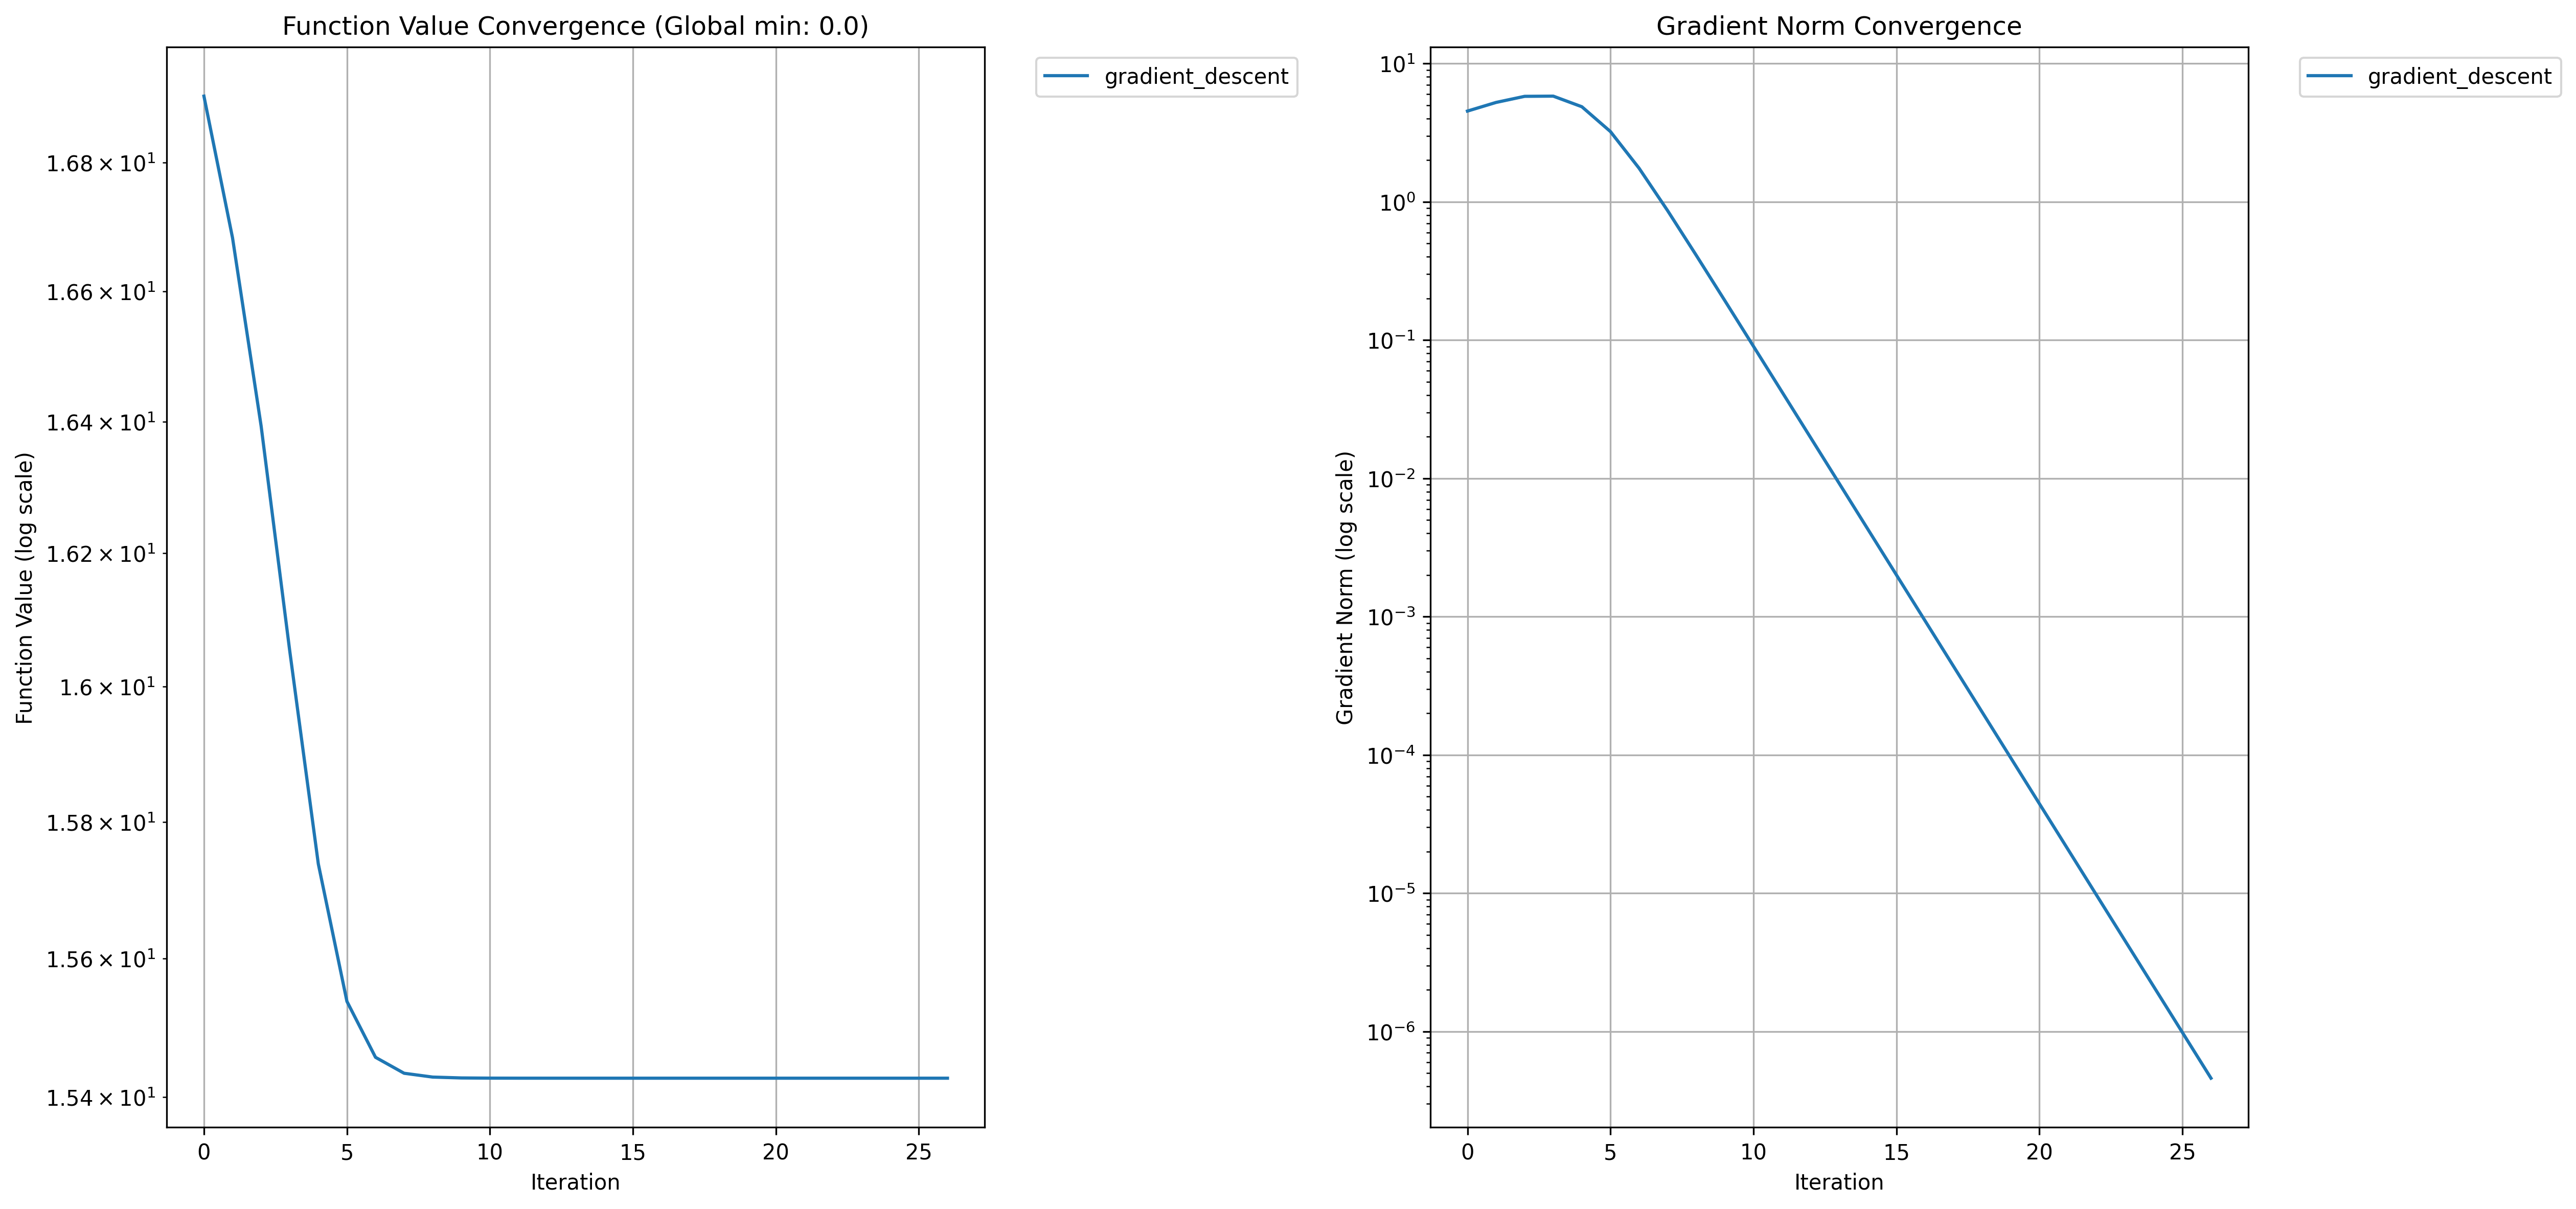 Function Value Convergence (Global min: 0.0)
gradient_descent
Function Value (log scale)
1.68 × 10¹
1.66 × 10¹
1.64 × 10¹
1.62 × 10¹
1.6 × 10¹
1.58 × 10¹
1.56 × 10¹
1.54 × 10¹
0 5 10 15 20 25
Iteration
Gradient Norm Convergence
gradient_descent
Gradient Norm (log scale)
10¹
10⁰
10⁻¹
10⁻²
10⁻³
10⁻⁴
10⁻⁵
10⁻⁶
0 5 10 15 20 25
Iteration